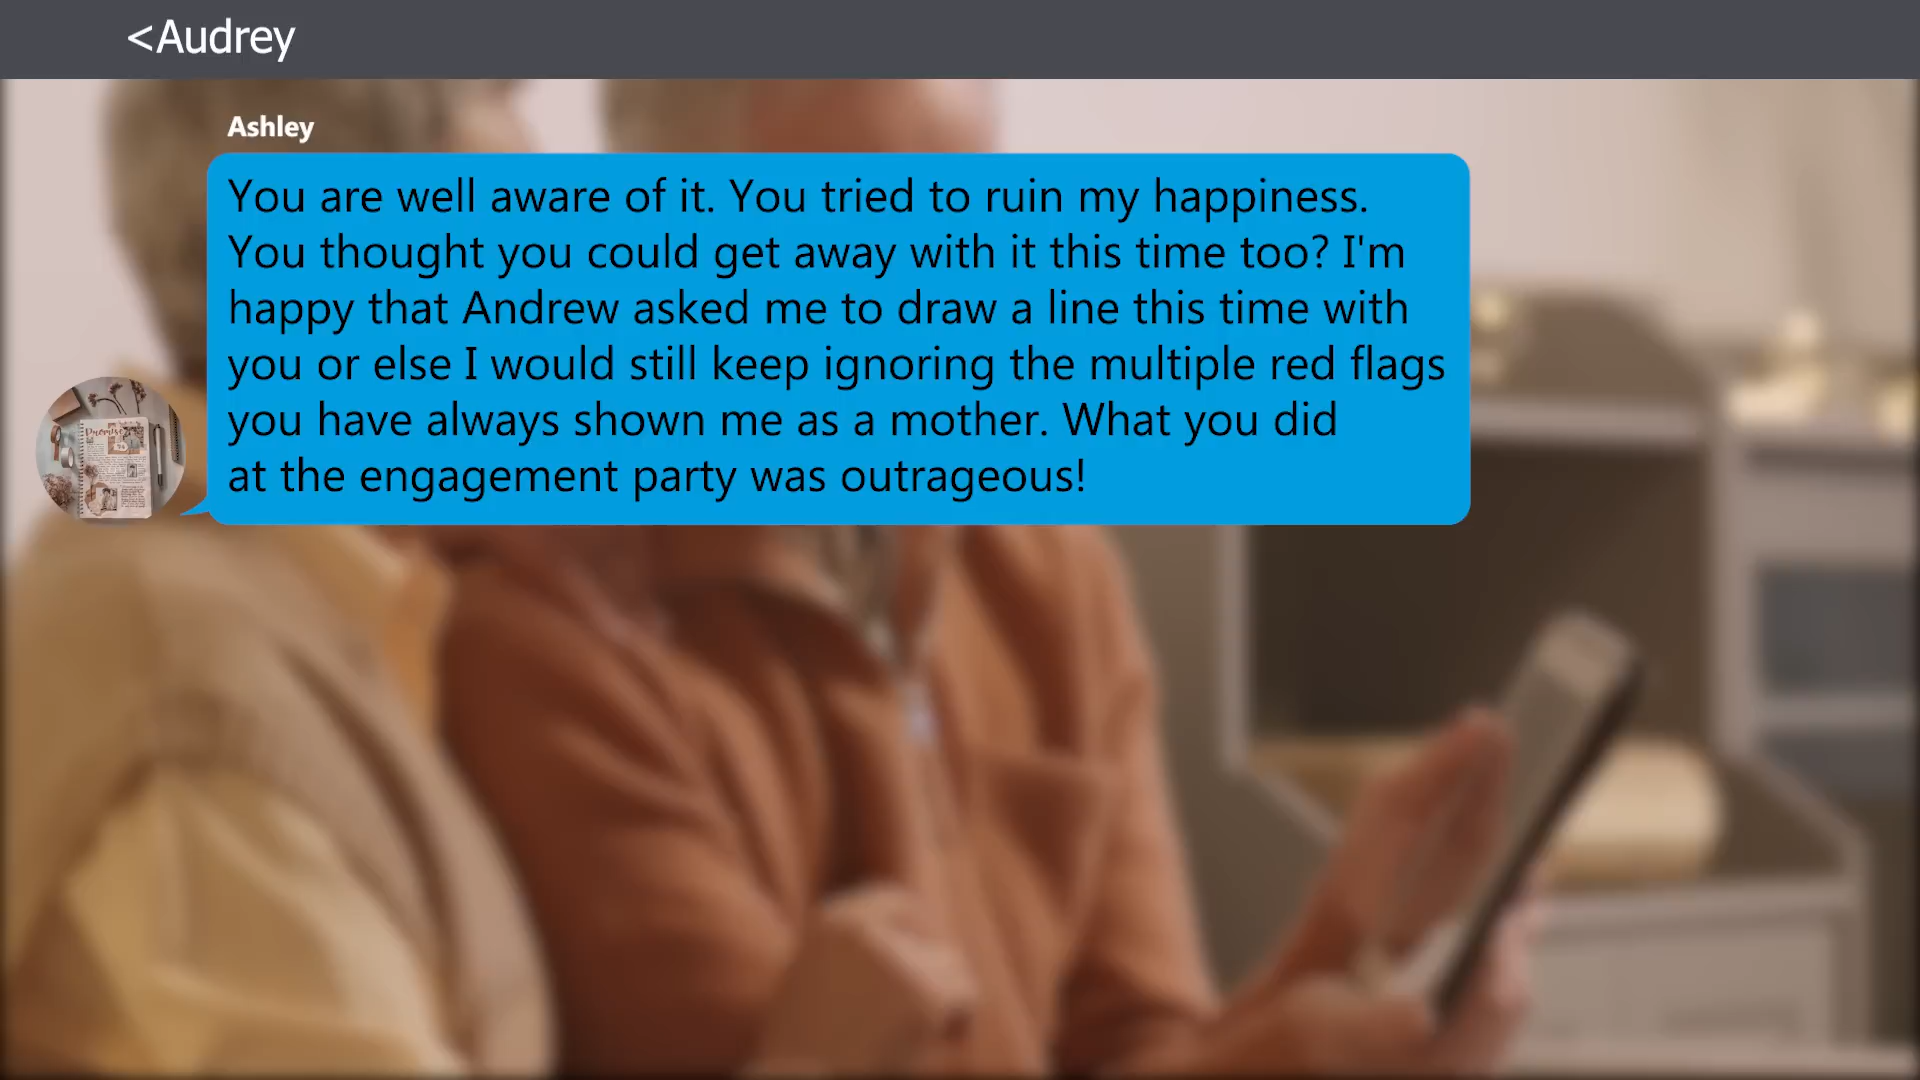 <Audrey
Ashley
You are well aware of it. You tried to ruin my happiness.
You thought you could get away with it this time too? I'm
happy that Andrew asked me to draw a line this time with
you or else I would still keep ignoring the multiple red flags
you have always shown me as a mother. What you did
at the engagement party was outrageous!
Promise